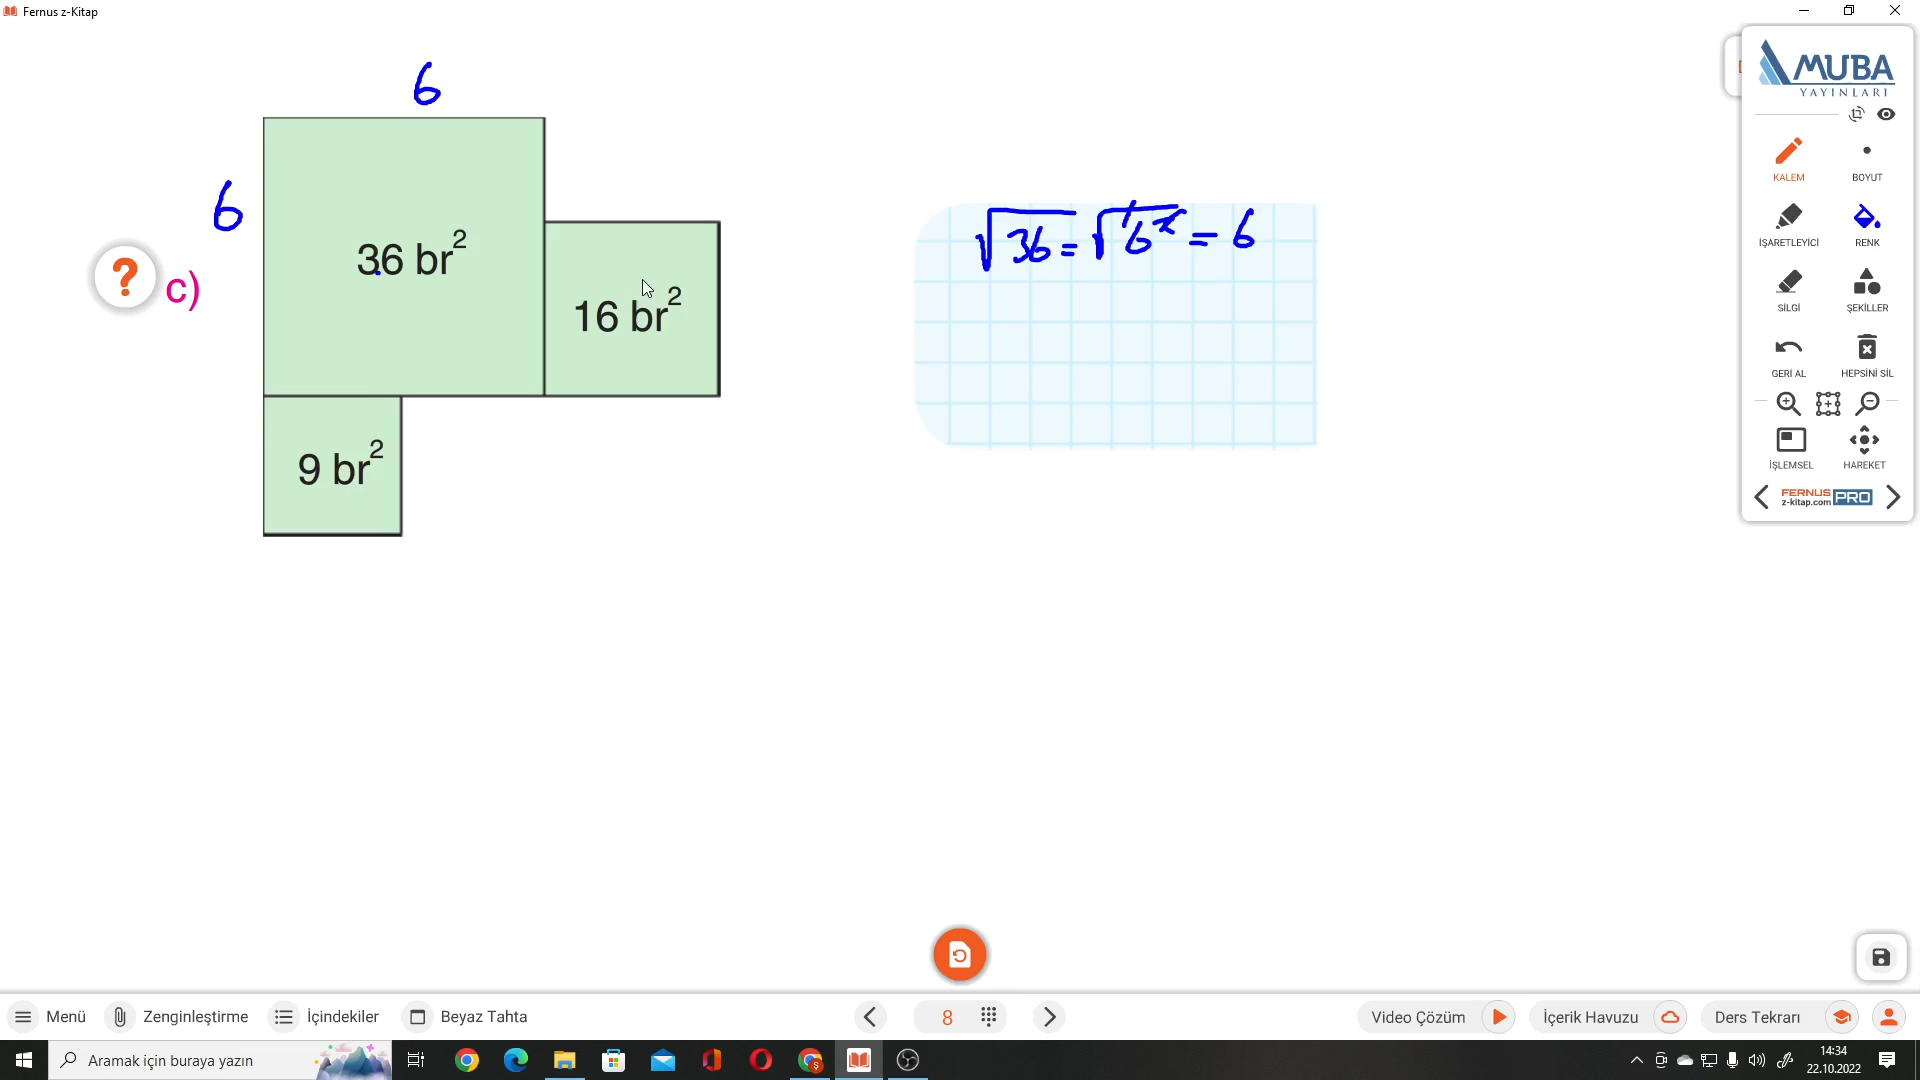 Fernus z-Kitap
MUBA
YAYINLARI
6
6
36 br²
16 br²
9 br²
? c)
√36 = √6² = 6
KALEM
BOYUT
İŞARETLEYİCİ
RENK
SİLGİ
ŞEKİLLER
GERİ AL
HEPSİNİ SİL
İŞLEMSEL
HAREKET
FERNUS
z-kitap.com PRO
Menü
Zenginleştirme
İçindekiler
Beyaz Tahta
8
Video Çözüm
İçerik Havuzu
Ders Tekrarı
Aramak için buraya yazın
14:34
22.10.2022